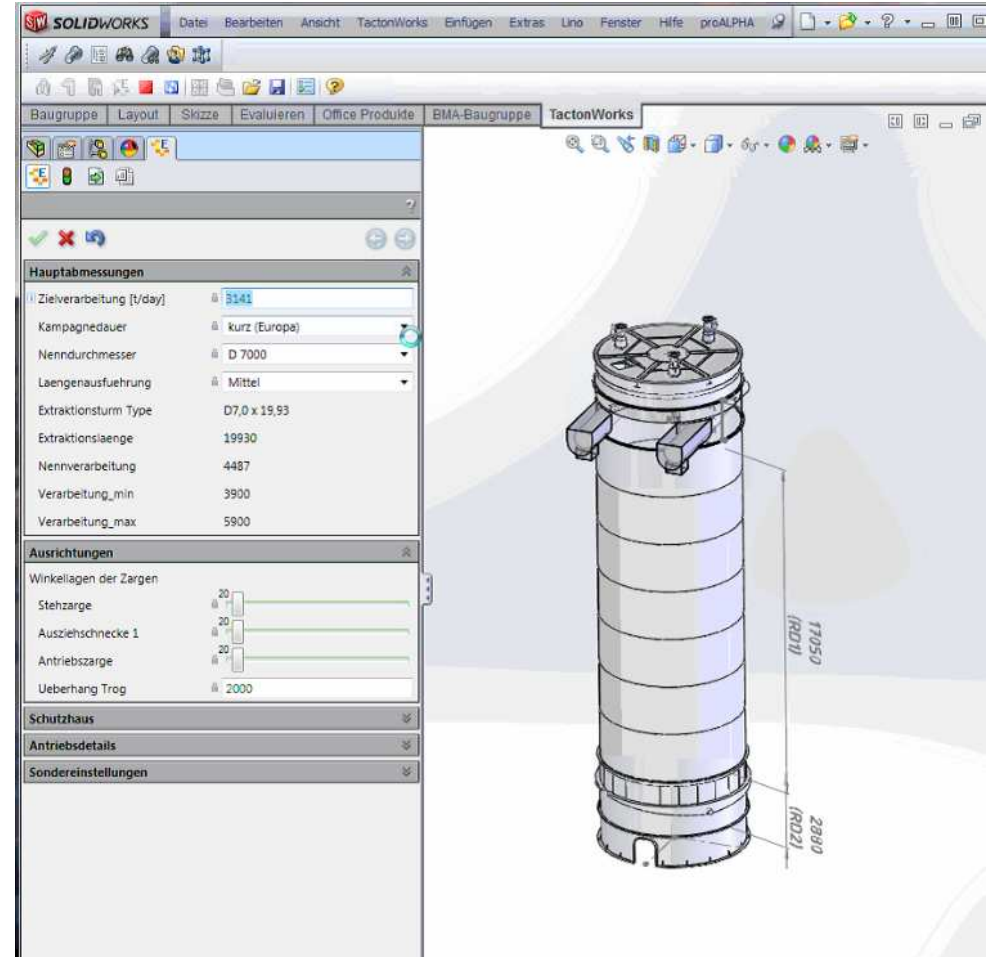 SW SOLIDWORKS Datei Bearbeiten Ansicht TactonWorks Einfügen Extras Lino Fenster Hilfe proALPHA
Baugruppe Layout Skizze Evaluieren Office Produkte BMA-Baugruppe TactonWorks
Hauptabmessungen
Zielverarbeitung [t/day] 3141
Kampagnedauer kurz (Europa)
Nenndurchmesser D 7000
Laengenausfuehrung Mittel
Extraktionsturm Type D7,0 x 19,93
Extraktionslaenge 19930
Nennverarbeitung 4487
Verarbeitung_min 3900
Verarbeitung_max 5900
Ausrichtungen
Winkellagen der Zargen
Stehzarge 20
Ausziehschnecke 1 20
Antriebszarge 20
Ueberhang Trog 2000
Schutzhaus
Antriebsdetails
Sondereinstellungen
17050
(RD1)
2880
(RD2)